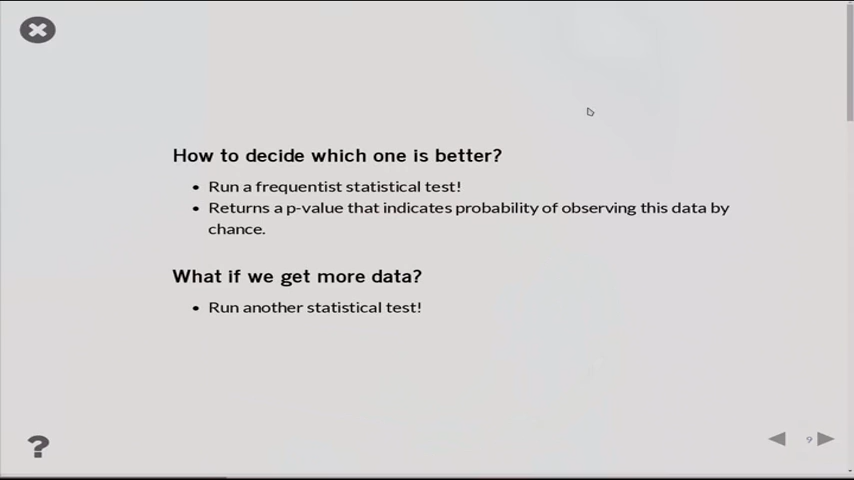 How to decide which one is better?
• Run a frequentist statistical test!
• Returns a p-value that indicates probability of observing this data by
chance.
What if we get more data?
• Run another statistical test!
?
9